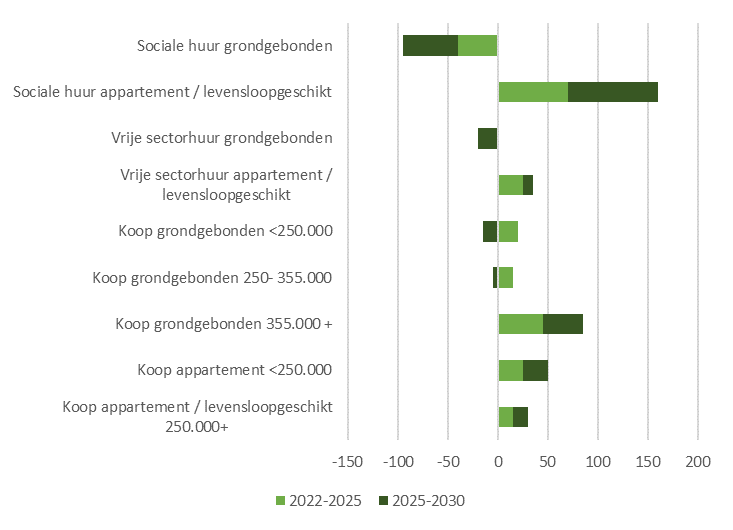 Sociale huur grondgebonden
Sociale huur appartement / levensloopgeschikt
Vrije sectorhuur grondgebonden
Vrije sectorhuur appartement /
levensloopgeschikt
Koop grondgebonden <250.000
Koop grondgebonden 250- 355.000
Koop grondgebonden 355.000 +
Koop appartement <250.000
Koop appartement / levensloopgeschikt
250.000+
-150 -100 -50 0 50 100 150 200
2022-2025 2025-2030